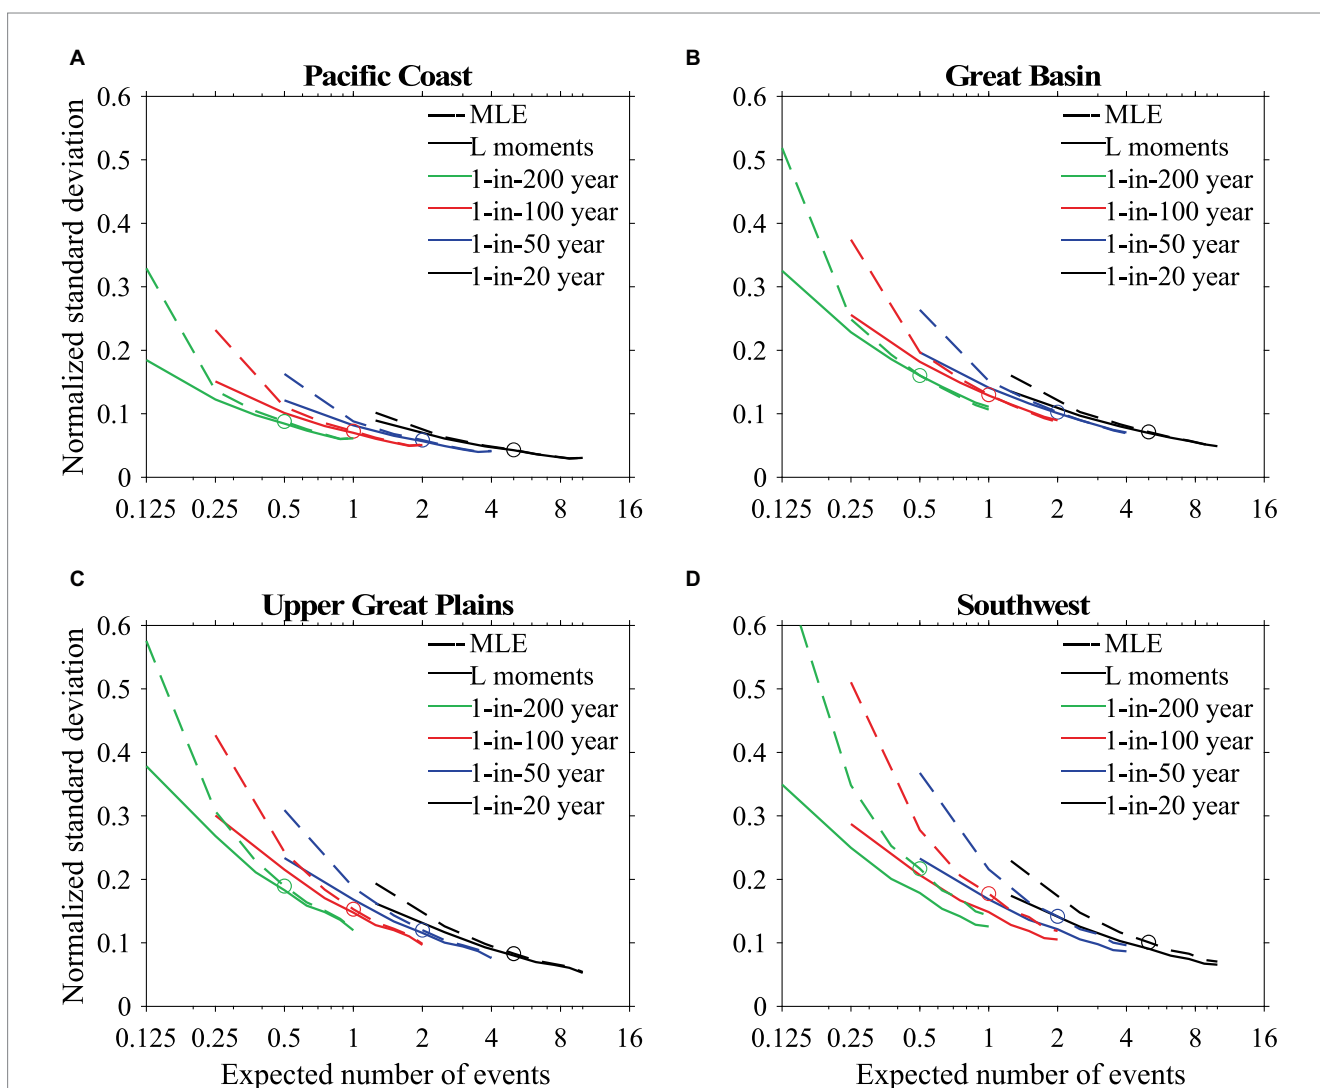 A
Pacific Coast
Normalized standard deviation
0.6
0.5
0.4
0.3
0.2
0.1
0
0.125 0.25 0.5 1 2 4 8 16
MLE
L moments
1-in-200 year
1-in-100 year
1-in-50 year
1-in-20 year
B
Great Basin
0.6
0.5
0.4
0.3
0.2
0.1
0
0.125 0.25 0.5 1 2 4 8 16
MLE
L moments
1-in-200 year
1-in-100 year
1-in-50 year
1-in-20 year
C
Upper Great Plains
Normalized standard deviation
0.6
0.5
0.4
0.3
0.2
0.1
0
0.125 0.25 0.5 1 2 4 8 16
Expected number of events
MLE
L moments
1-in-200 year
1-in-100 year
1-in-50 year
1-in-20 year
D
Southwest
0.6
0.5
0.4
0.3
0.2
0.1
0
0.125 0.25 0.5 1 2 4 8 16
Expected number of events
MLE
L moments
1-in-200 year
1-in-100 year
1-in-50 year
1-in-20 year